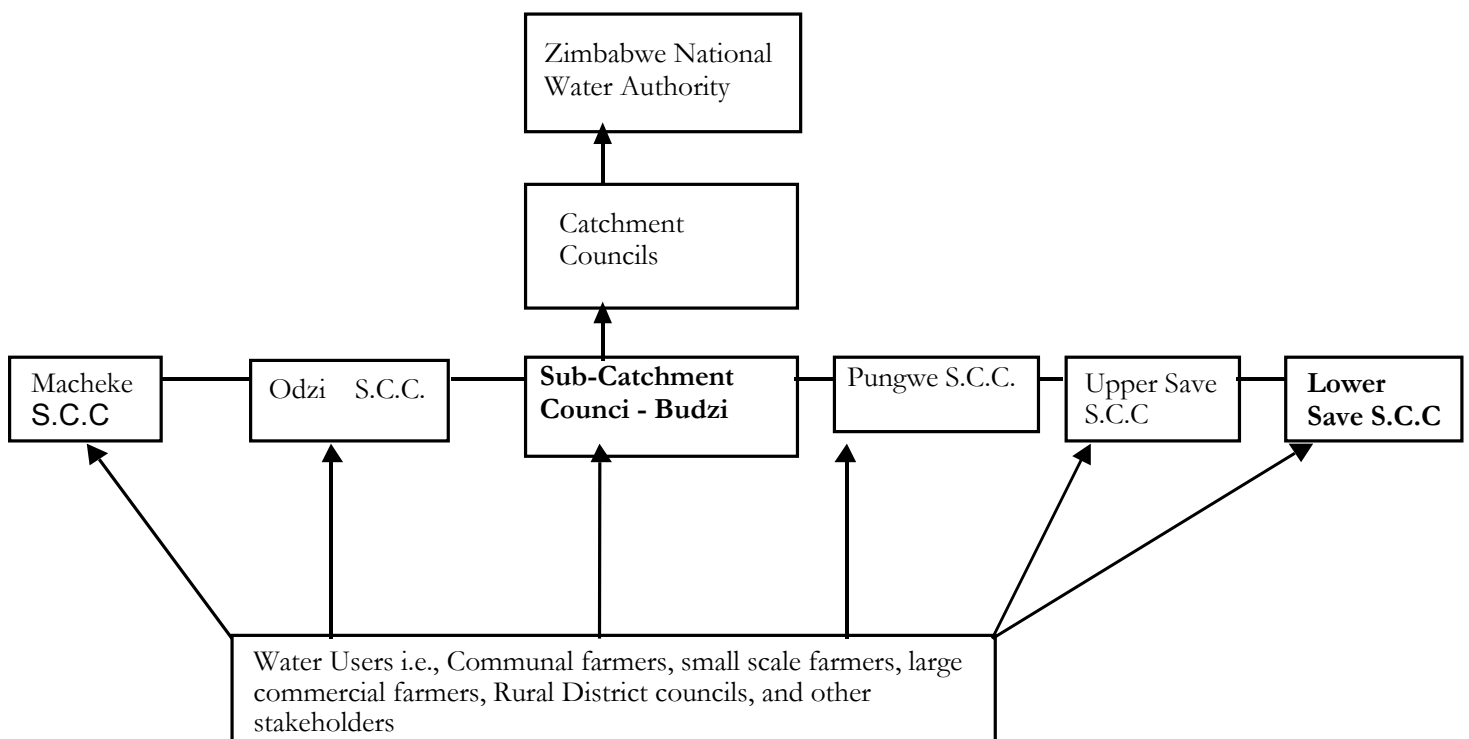 Zimbabwe National
Water Authority
Catchment
Councils
Macheke
S.C.C
Odzi S.C.C.
Sub-Catchment
Counci - Budzi
Pungwe S.C.C.
Upper Save
S.C.C
Lower
Save S.C.C
Water Users i.e., Communal farmers, small scale farmers, large
commercial farmers, Rural District councils, and other
stakeholders